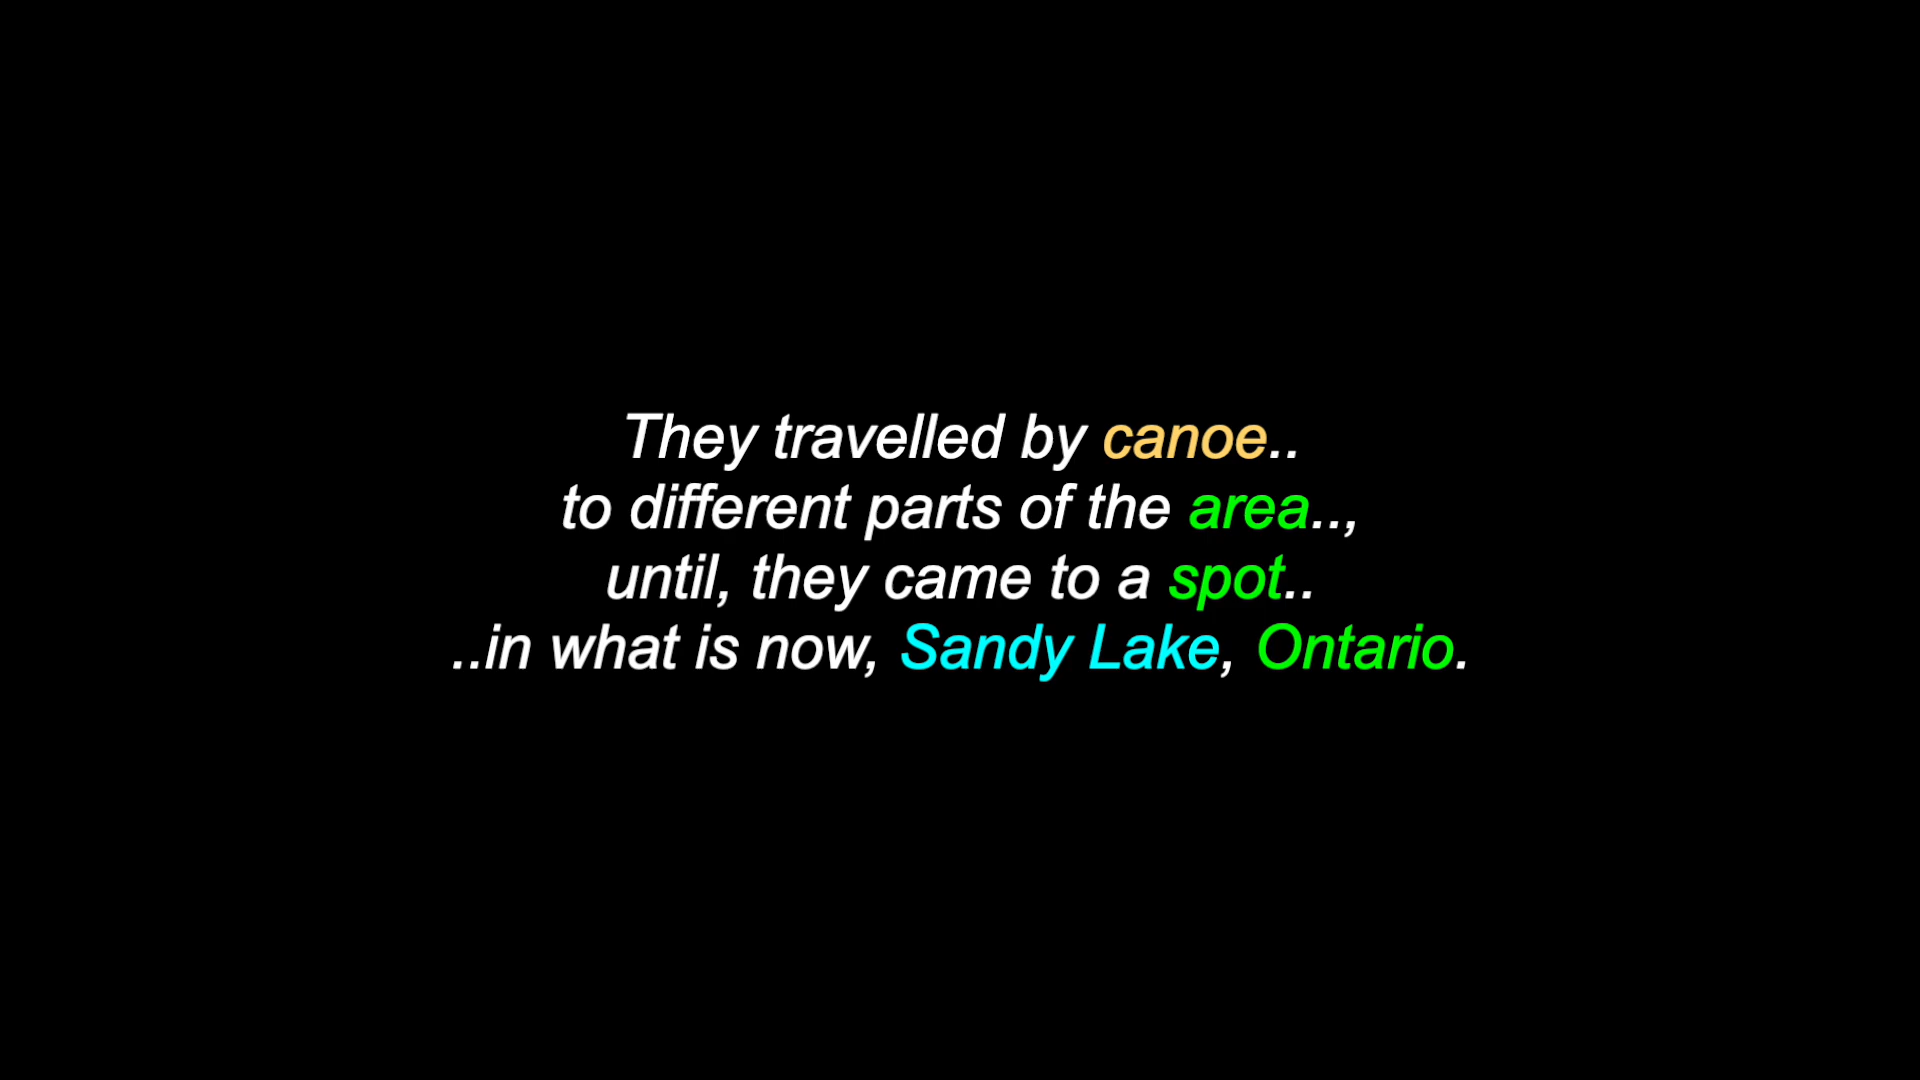 They travelled by canoe..
to different parts of the area..,
until, they came to a spot..
..in what is now, Sandy Lake, Ontario.